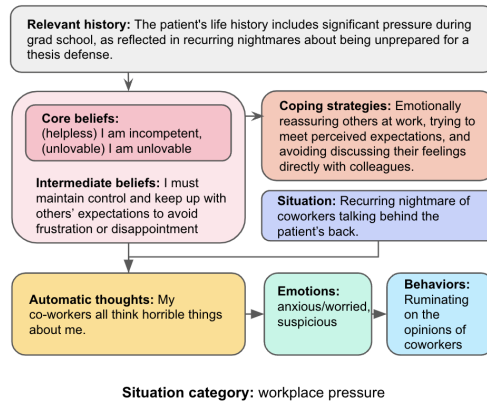 Relevant history: The patient's life history includes significant pressure during
grad school, as reflected in recurring nightmares about being unprepared for a
thesis defense.
Core beliefs:
(helpless) I am incompetent,
(unlovable) I am unlovable
Intermediate beliefs: I must
maintain control and keep up with
others' expectations to avoid
frustration or disappointment
Coping strategies: Emotionally
reassuring others at work, trying to
meet perceived expectations, and
avoiding discussing their feelings
directly with colleagues.
Situation: Recurring nightmare of
coworkers talking behind the
patient's back.
Automatic thoughts: My
co-workers all think horrible things
about me.
Emotions:
anxious/worried,
suspicious
Behaviors:
Ruminating
on the
opinions of
coworkers
Situation category: workplace pressure